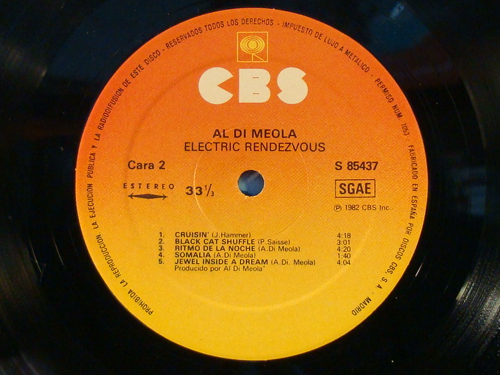 RESERVADOS TODOS LOS DERECHOS - IMPUESTO DE LUJO A METALICO - PERMISO NUM. 1053 - FABRICADO EN ESPAÑA POR DISCOS CBS, S. A. - MADRID
PROHIBIDA LA REPRODUCCION, LA EJECUCION PUBLICA Y LA RADIODIFUSION DE ESTE DISCO -
CBS
AL DI MEOLA
ELECTRIC RENDEZVOUS
Cara 2
S 85437
ESTEREO
33 1/3
SGAE
℗ 1982 CBS Inc.
1. CRUISIN' (J.Hammer) 4:18
2. BLACK CAT SHUFFLE (P.Saisse) 3:01
3. RITMO DE LA NOCHE (A.Di Meola) 4:20
4. SOMALIA (A.Di Meola) 1:40
5. JEWEL INSIDE A DREAM (A.Di. Meola) 4:04
Producido por Al Di Meola"